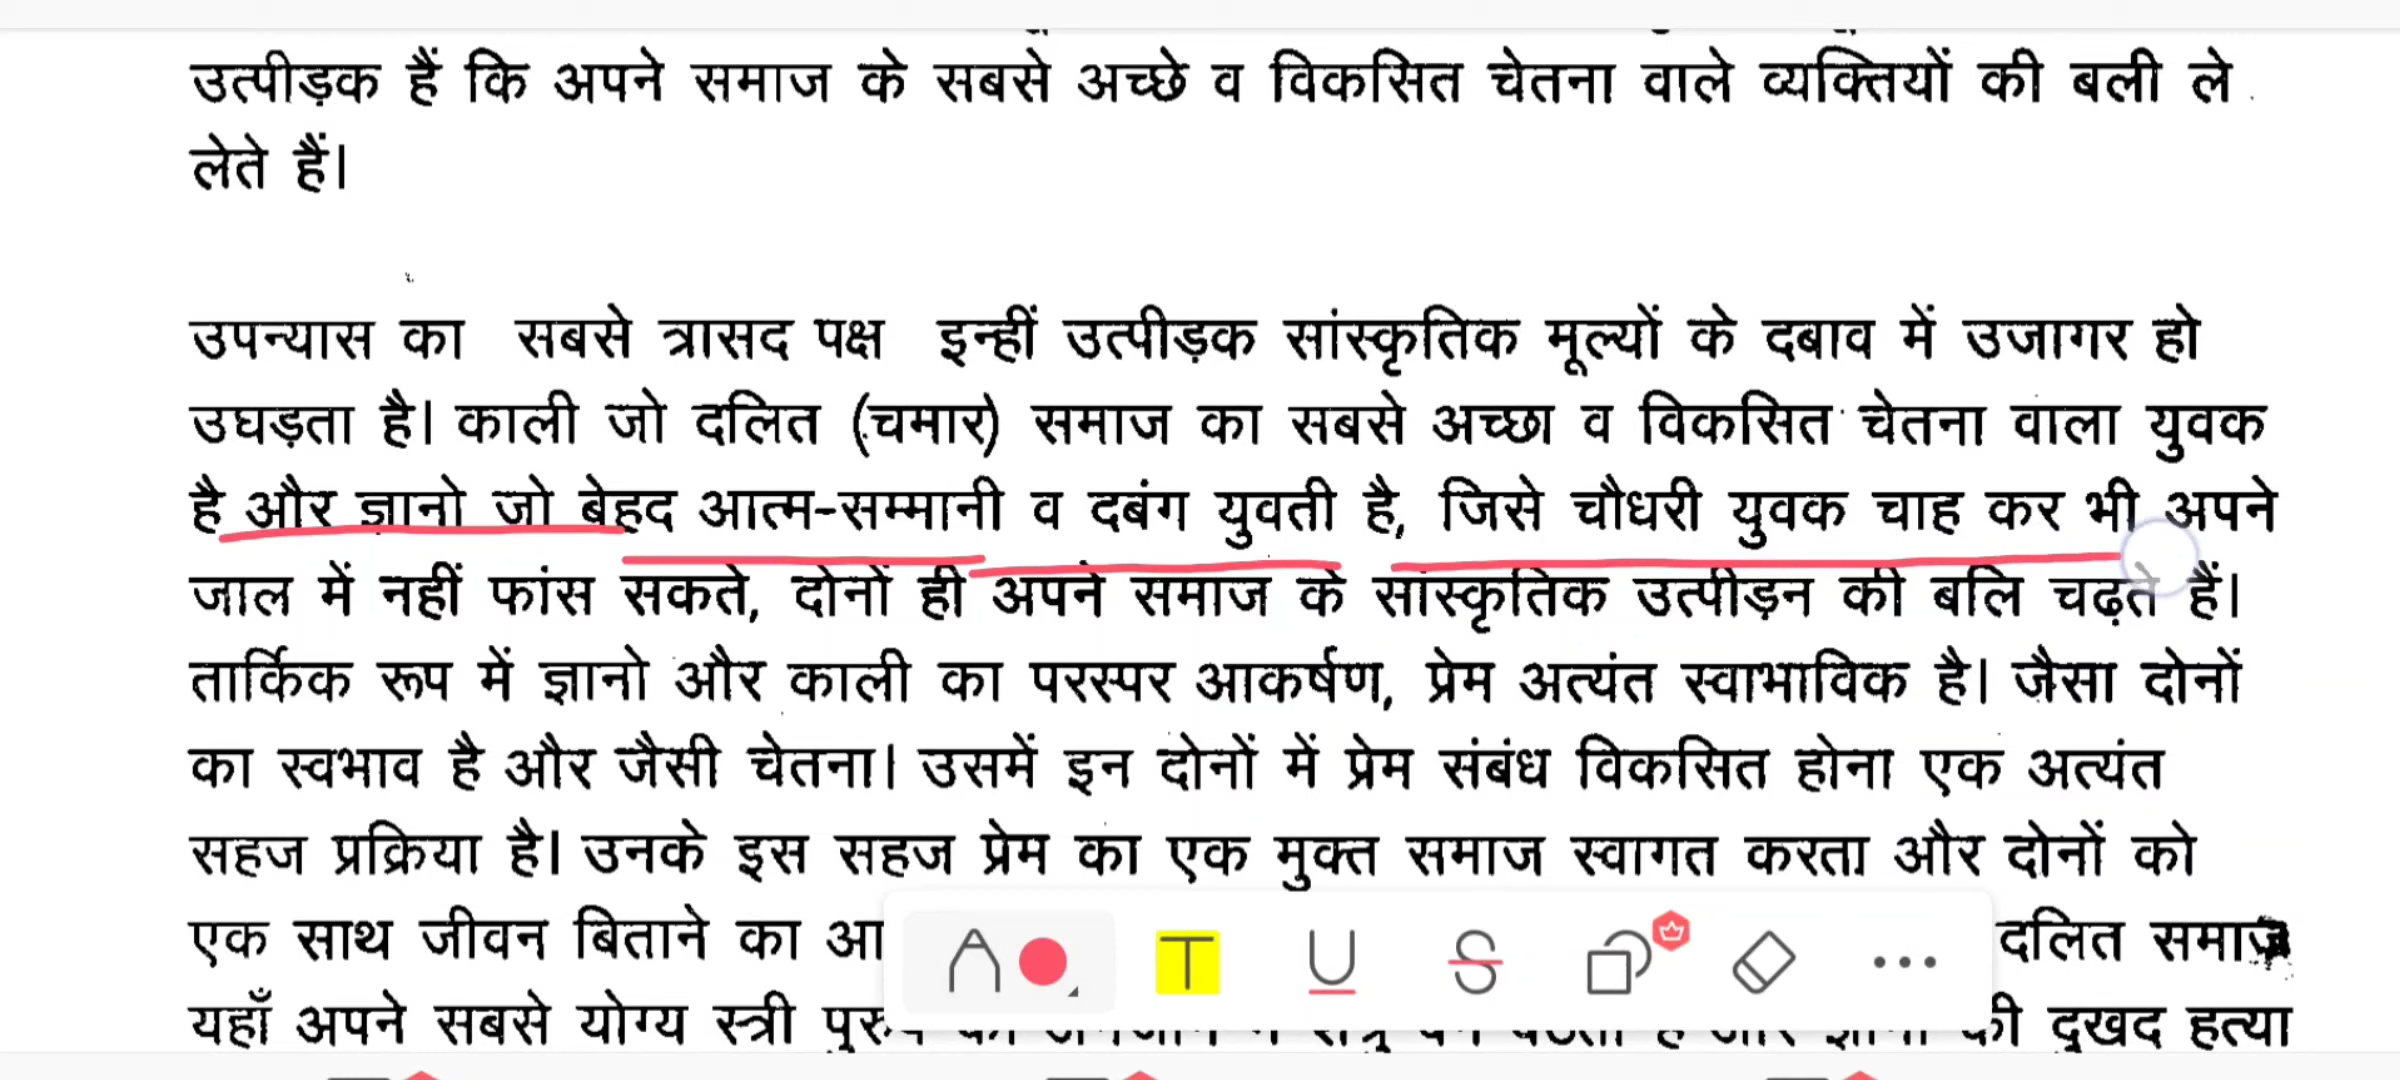 उत्पीड़क हैं कि अपने समाज के सबसे अच्छे व विकसित चेतना वाले व्यक्तियों की बली ले
लेते हैं।
उपन्यास का सबसे त्रासद पक्ष इन्हीं उत्पीड़क सांस्कृतिक मूल्यों के दबाव में उजागर हो
उघड़ता है। काली जो दलित (चमार) समाज का सबसे अच्छा व विकसित चेतना वाला युवक
है और ज्ञानो जो बेहद आत्म-सम्मानी व दबंग युवती है, जिसे चौधरी युवक चाह कर भी अपने
जाल में नहीं फांस सकते, दोनों ही अपने समाज के सांस्कृतिक उत्पीड़न की बलि चढ़ते हैं।
तार्किक रूप में ज्ञानो और काली का परस्पर आकर्षण, प्रेम अत्यंत स्वाभाविक है। जैसा दोनों
का स्वभाव है और जैसी चेतना। उसमें इन दोनों में प्रेम संबंध विकसित होना एक अत्यंत
सहज प्रक्रिया है। उनके इस सहज प्रेम का एक मुक्त समाज स्वागत करता और दोनों को
एक साथ जीवन बिताने का दलित समाज
यहाँ अपने सबसे योग्य स्त्री की दुखद हत्या